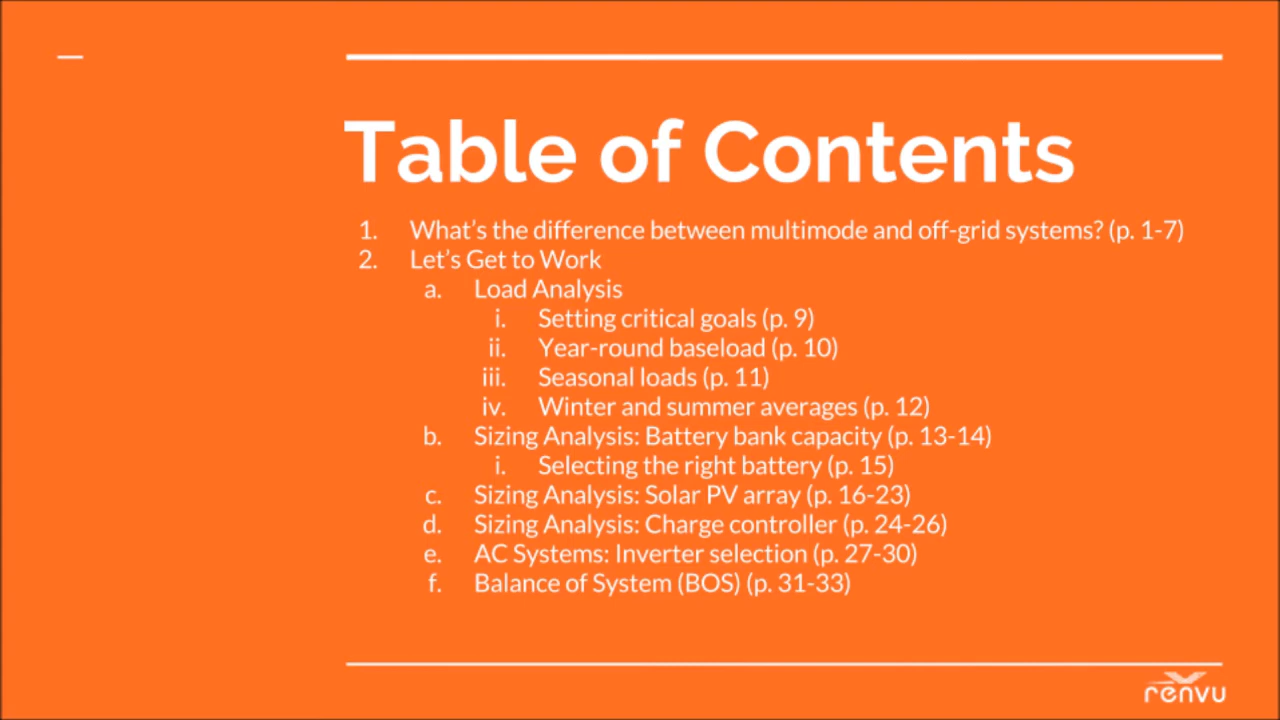 Table of Contents
1. What's the difference between multimode and off-grid systems? (p. 1-7)
2. Let's Get to Work
a. Load Analysis
i. Setting critical goals (p. 9)
ii. Year-round baseload (p. 10)
iii. Seasonal loads (p. 11)
iv. Winter and summer averages (p. 12)
b. Sizing Analysis: Battery bank capacity (p. 13-14)
i. Selecting the right battery (p. 15)
c. Sizing Analysis: Solar PV array (p. 16-23)
d. Sizing Analysis: Charge controller (p. 24-26)
e. AC Systems: Inverter selection (p. 27-30)
f. Balance of System (BOS) (p. 31-33)
renvu